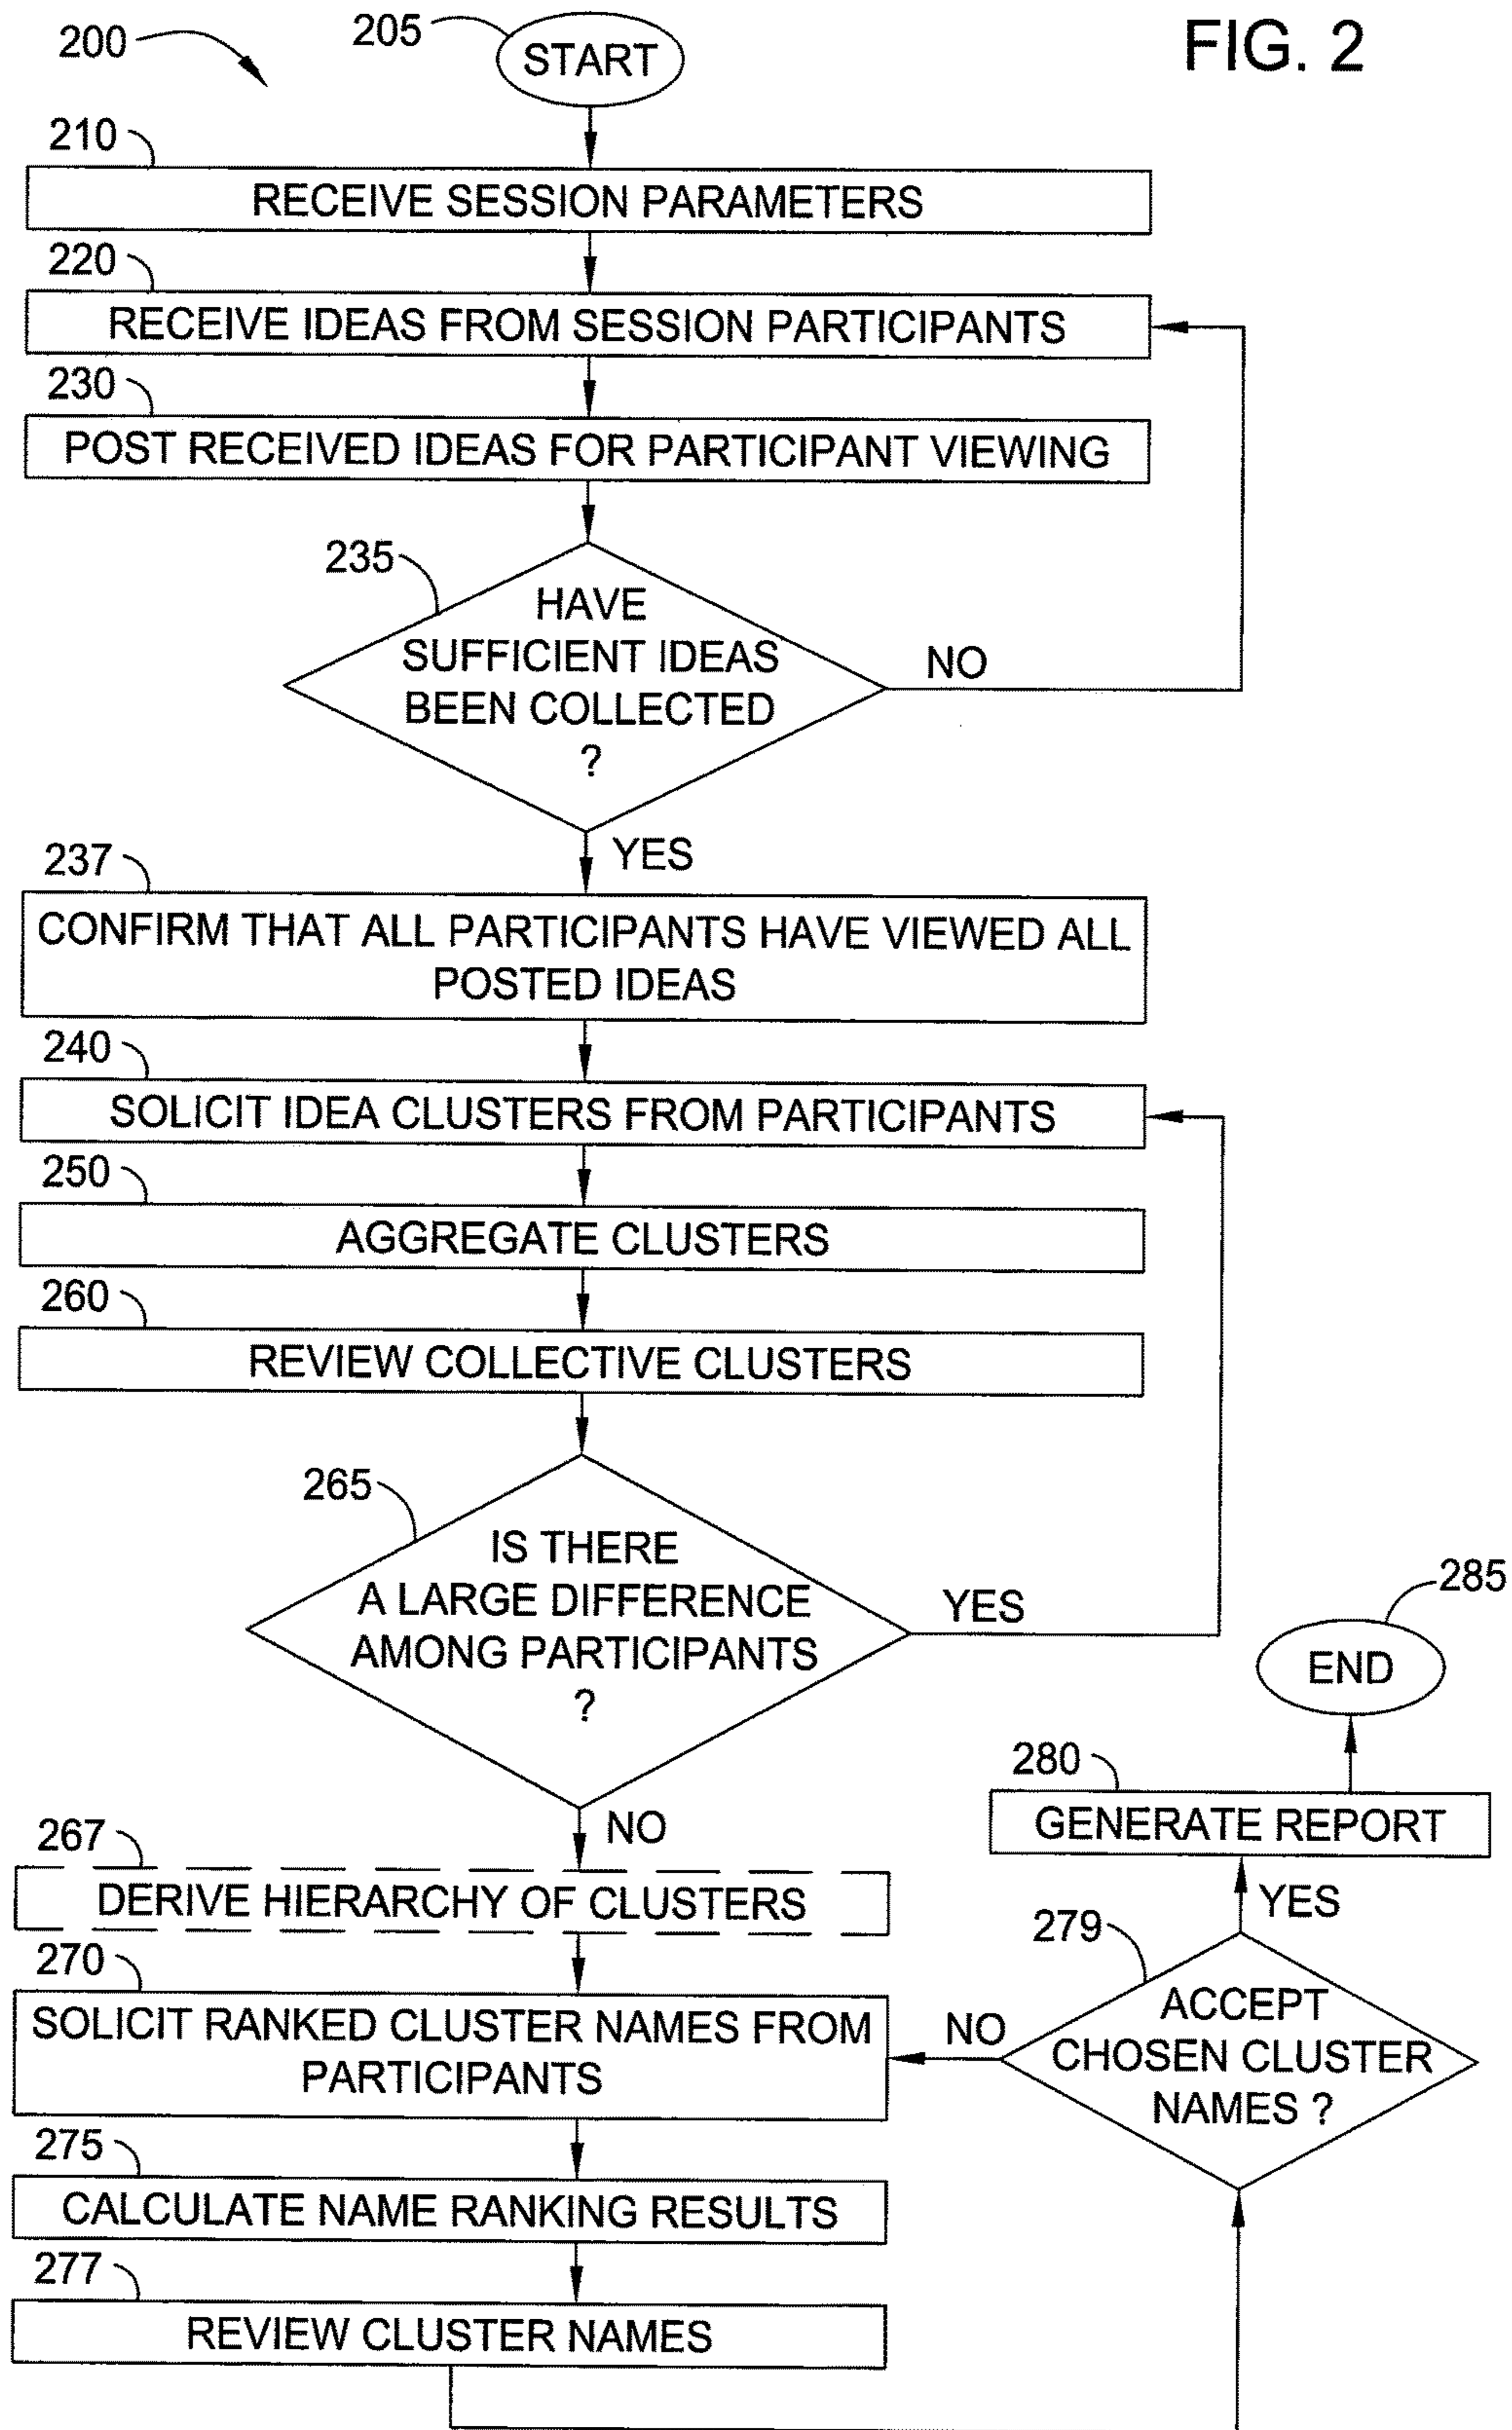 FIG. 2
200
205
START
210
RECEIVE SESSION PARAMETERS
220
RECEIVE IDEAS FROM SESSION PARTICIPANTS
230
POST RECEIVED IDEAS FOR PARTICIPANT VIEWING
235
HAVE
SUFFICIENT IDEAS
BEEN COLLECTED
?
NO
YES
237
CONFIRM THAT ALL PARTICIPANTS HAVE VIEWED ALL
POSTED IDEAS
240
SOLICIT IDEA CLUSTERS FROM PARTICIPANTS
250
AGGREGATE CLUSTERS
260
REVIEW COLLECTIVE CLUSTERS
265
IS THERE
A LARGE DIFFERENCE
AMONG PARTICIPANTS
?
YES
NO
267
DERIVE HIERARCHY OF CLUSTERS
270
SOLICIT RANKED CLUSTER NAMES FROM
PARTICIPANTS
275
CALCULATE NAME RANKING RESULTS
277
REVIEW CLUSTER NAMES
279
ACCEPT
CHOSEN CLUSTER
NAMES ?
NO
YES
280
GENERATE REPORT
285
END